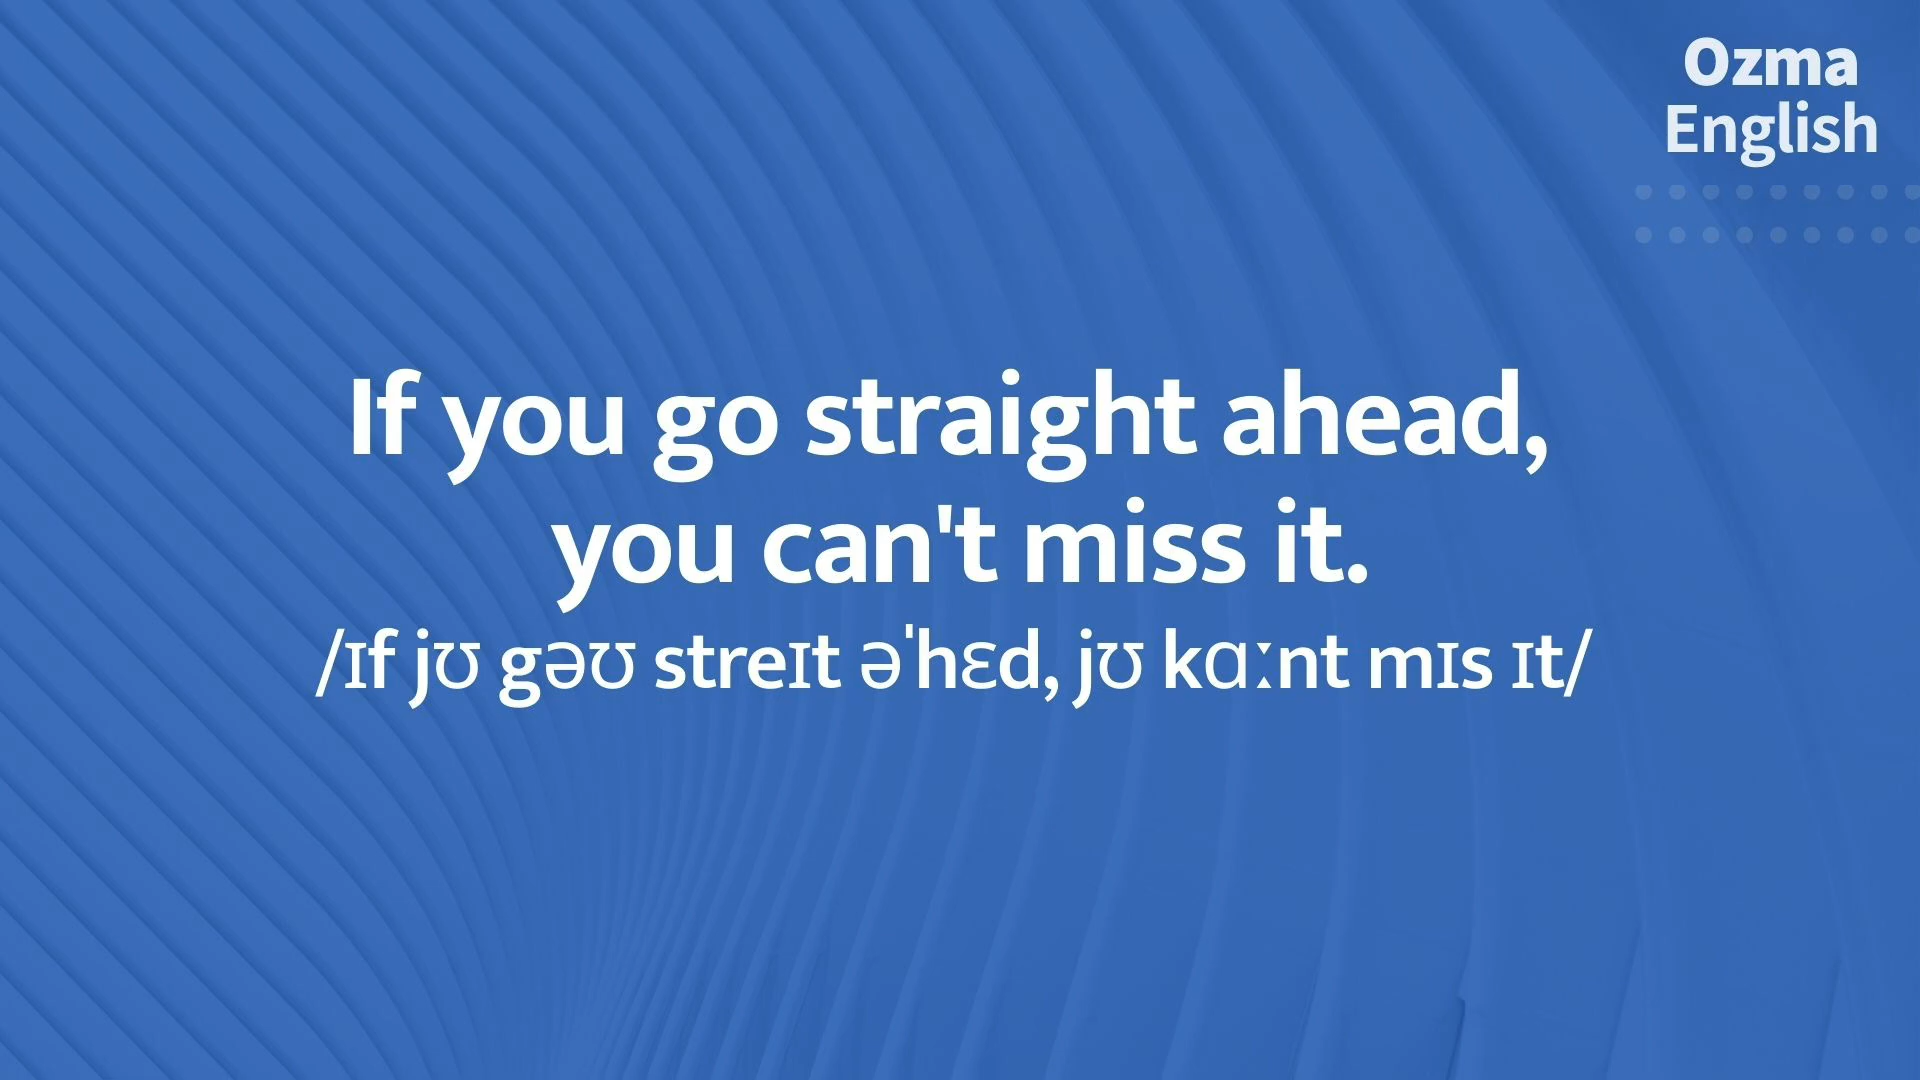 Ozma
English
If you go straight ahead,
you can't miss it.
/ɪf jʊ gəʊ streɪt əˈhɛd, jʊ kɑːnt mɪs ɪt/